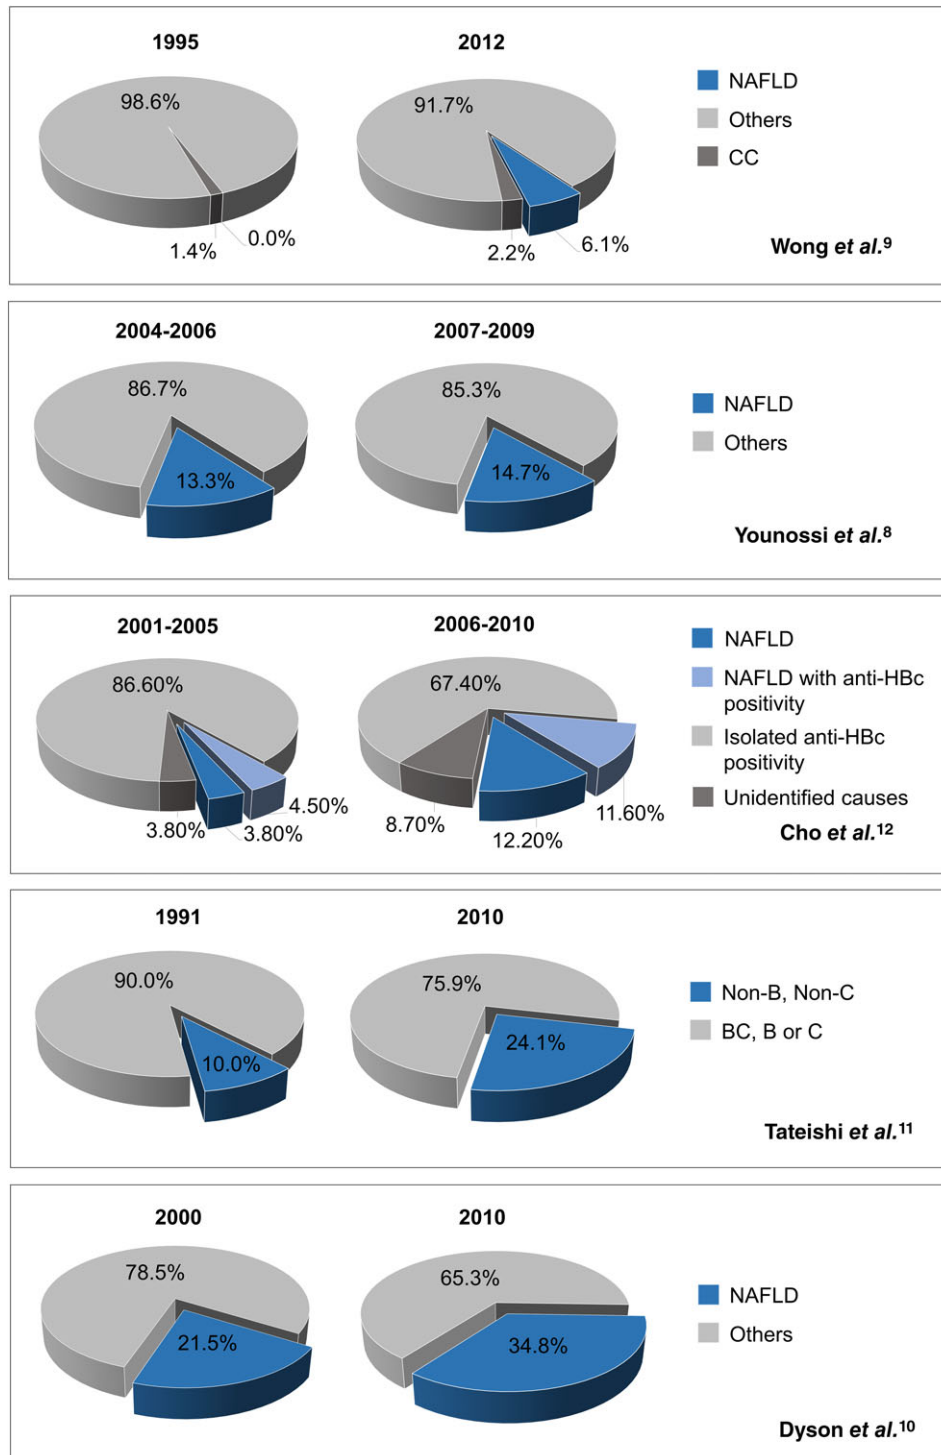 1995
2012
98.6%
91.7%
1.4%
0.0%
2.2%
6.1%
NAFLD
Others
CC
Wong et al.9
2004-2006
2007-2009
86.7%
85.3%
13.3%
14.7%
NAFLD
Others
Younossi et al.8
2001-2005
2006-2010
86.60%
67.40%
3.80%
3.80%
4.50%
8.70%
12.20%
11.60%
NAFLD
NAFLD with anti-HBc
positivity
Isolated anti-HBc
positivity
Unidentified causes
Cho et al.12
1991
2010
90.0%
75.9%
10.0%
24.1%
Non-B, Non-C
BC, B or C
Tateishi et al.11
2000
2010
78.5%
65.3%
21.5%
34.8%
NAFLD
Others
Dyson et al.10